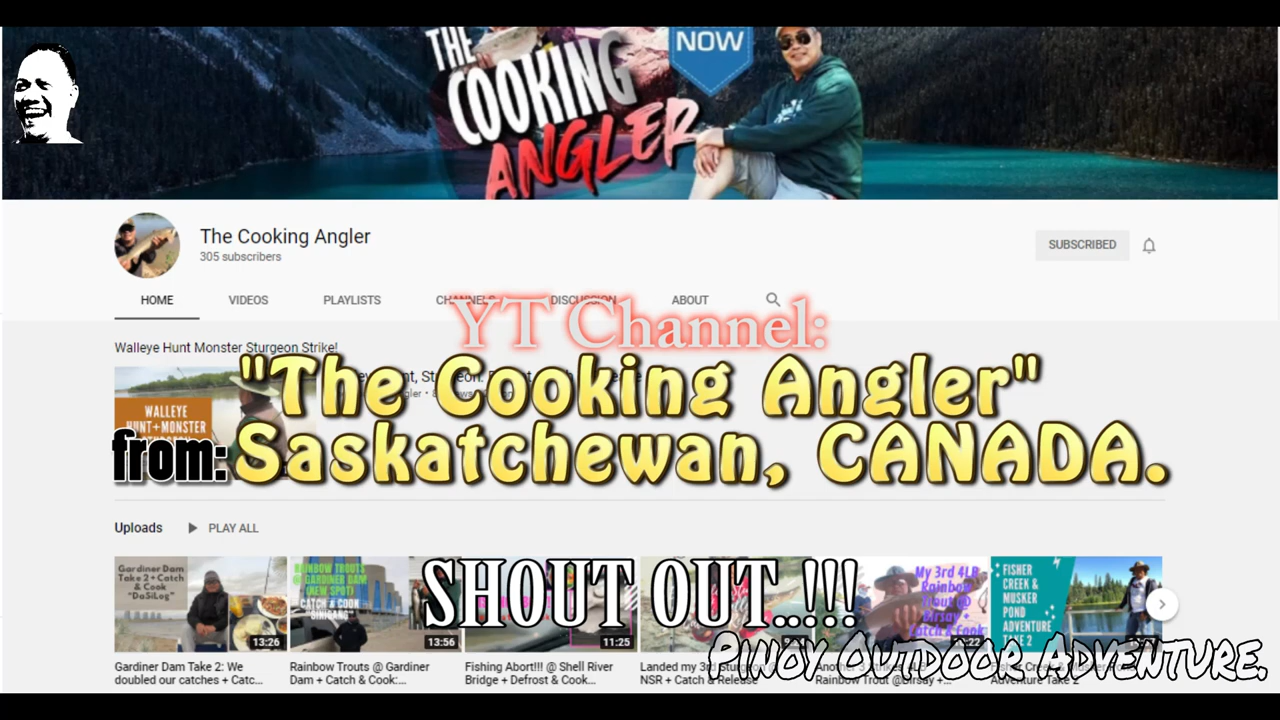 THE
COOKING
ANGLER
NOW
The Cooking Angler
305 subscribers
SUBSCRIBED
HOME VIDEOS PLAYLISTS CHANNELS DISCUSSION ABOUT
YT Channel:
Walleye Hunt Monster Sturgeon Strike!
"The Cooking Angler"
WALLEYE
HUNT+MONSTER
from: Saskatchewan, CANADA.
Uploads PLAY ALL
SHOUT OUT..!!!
Gardiner Dam
Take 2 + Catch
& Cook
"DaSiLog"
13:26
RAINBOW TROUTS
@ GARDINER DAM
(NEW SPOT)
CATCH & COOK
"SINIGANG"
13:56
11:25
My 3rd 4LB
Rainbow
Trout @
Birsay +
Catch & Cook
FISHER
CREEK &
MUSKER
POND
ADVENTURE
TAKE 2
Gardiner Dam Take 2: We
doubled our catches + Catc...
Rainbow Trouts @ Gardiner
Dam + Catch & Cook:...
Fishing Abort!!! @ Shell River
Bridge + Defrost & Cook...
Landed my 3rd Sturgeon @
NSR + Catch & Release
Rainbow Trout @Birsay +...
Adventure Take 2
Pinoy Outdoor Adventure.